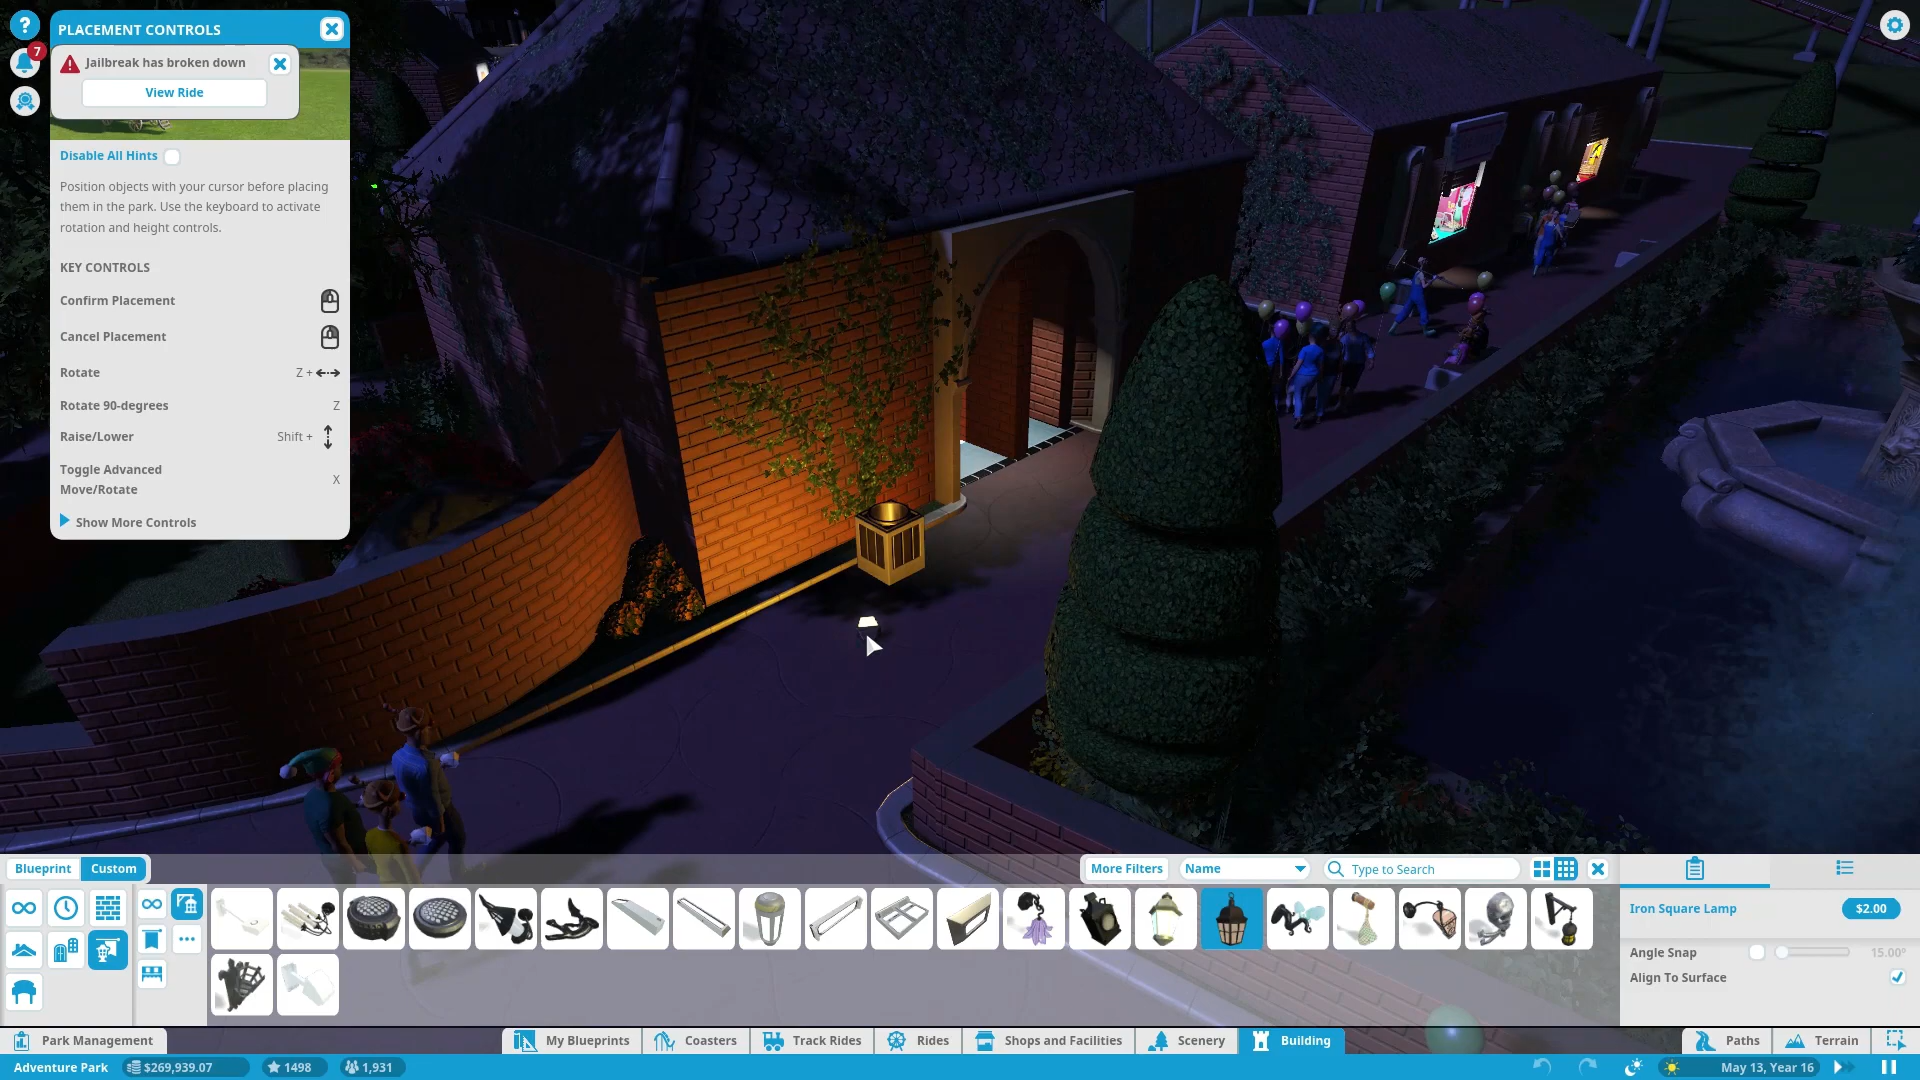 ?
PLACEMENT CONTROLS
7
Jailbreak has broken down
View Ride
Disable All Hints
Position objects with your cursor before placing
them in the park. Use the keyboard to activate
rotation and height controls.
KEY CONTROLS
Confirm Placement
Cancel Placement
Rotate Z +
Rotate 90-degrees Z
Raise/Lower Shift +
Toggle Advanced
Move/Rotate X
Show More Controls
Blueprint Custom
More Filters Name Type to Search
Iron Square Lamp $2.00
Angle Snap 15.00°
Align To Surface
Park Management My Blueprints Coasters Track Rides Rides Shops and Facilities Scenery Building Paths Terrain
Adventure Park $269,939.07 1498 1,931 May 13, Year 16